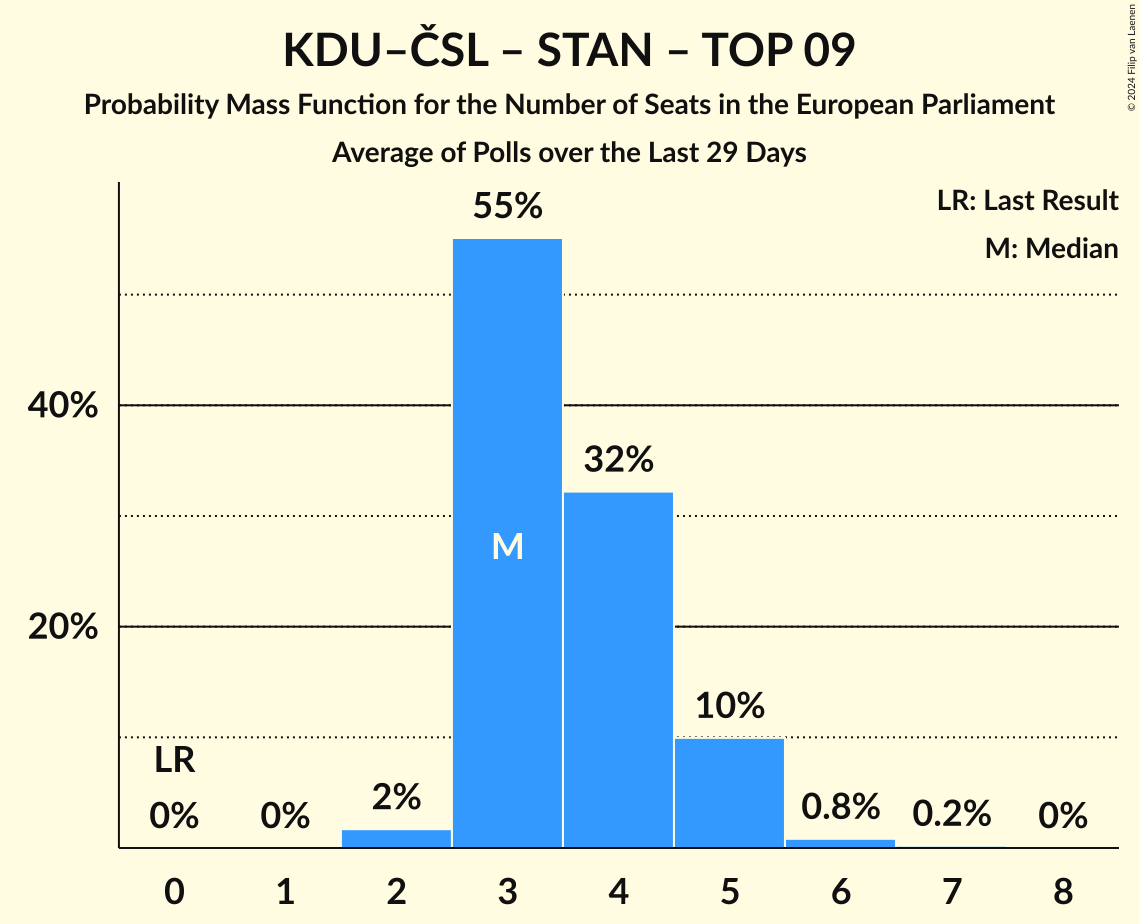 KDU–ČSL – STAN – TOP 09
Probability Mass Function for the Number of Seats in the European Parliament
Average of Polls over the Last 29 Days
© 2024 Filip van Laenen
LR: Last Result
M: Median
55%
40%
32%
M
20%
10%
LR
0%
0%
2%
0.8%
0.2%
0%
0 1 2 3 4 5 6 7 8